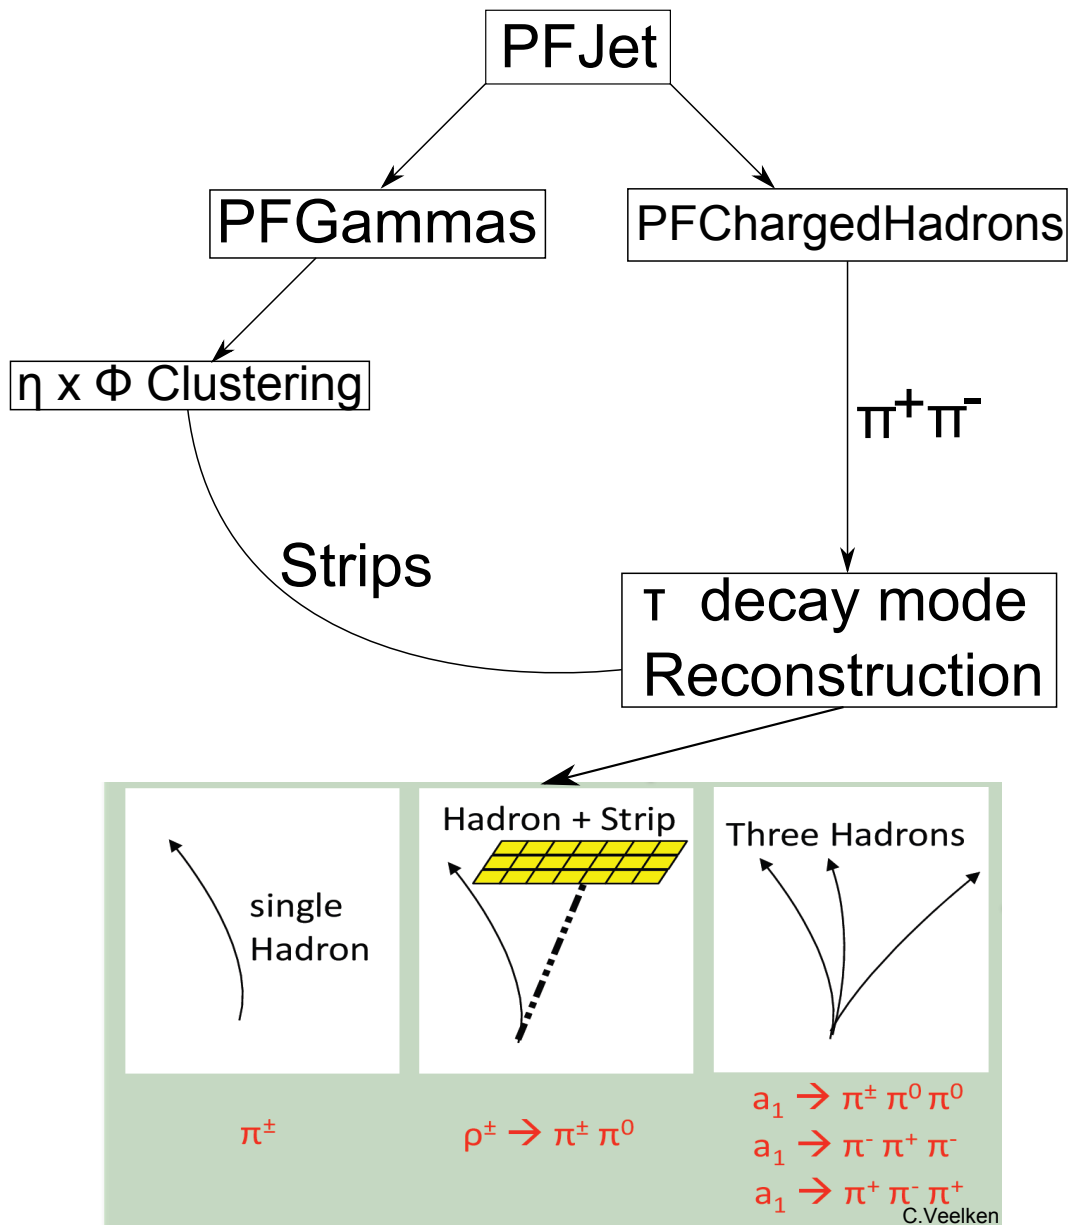 PFJet
PFGammas
PFChargedHadrons
η x Φ Clustering
π⁺π⁻
Strips
τ decay mode
Reconstruction
single
Hadron
Hadron + Strip
Three Hadrons
π±
ρ± → π± π⁰
a₁ → π± π⁰ π⁰
a₁ → π⁻ π⁺ π⁻
a₁ → π⁺ π⁻ π⁺
C.Veelken